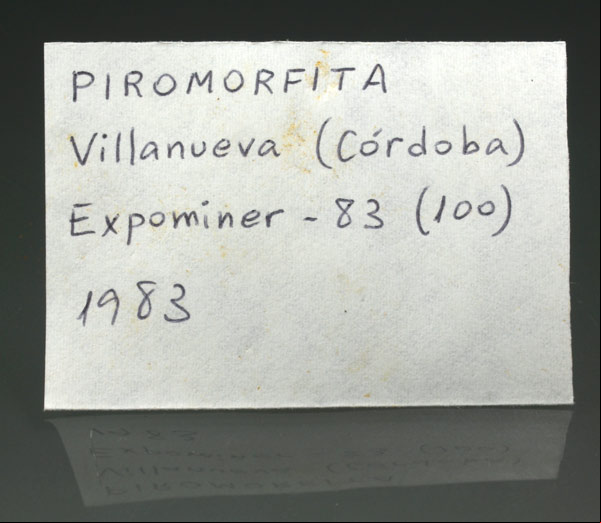 PIROMORFITA
Villanueva (Córdoba)
Expominer - 83 (100)
1983